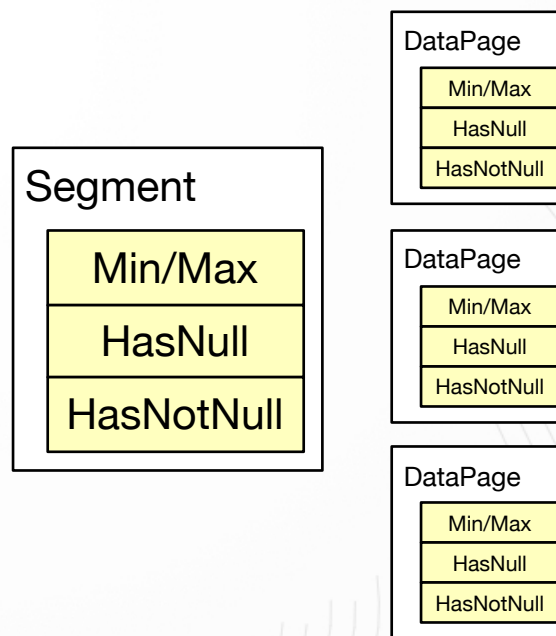 Segment
Min/Max
HasNull
HasNotNull
DataPage
Min/Max
HasNull
HasNotNull
DataPage
Min/Max
HasNull
HasNotNull
DataPage
Min/Max
HasNull
HasNotNull